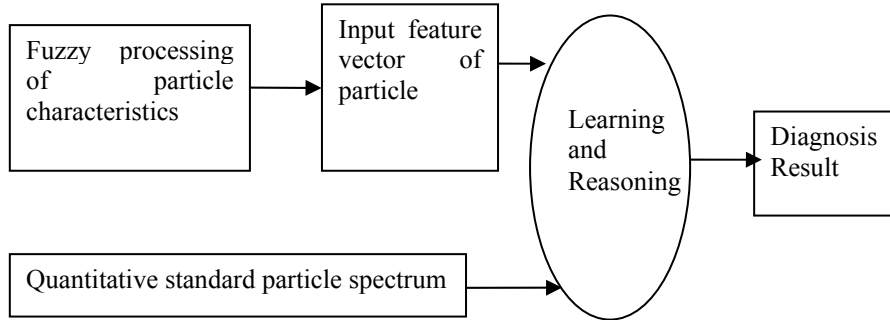 Fuzzy processing
of particle
characteristics
Input feature
vector of
particle
Learning
and
Reasoning
Diagnosis
Result
Quantitative standard particle spectrum